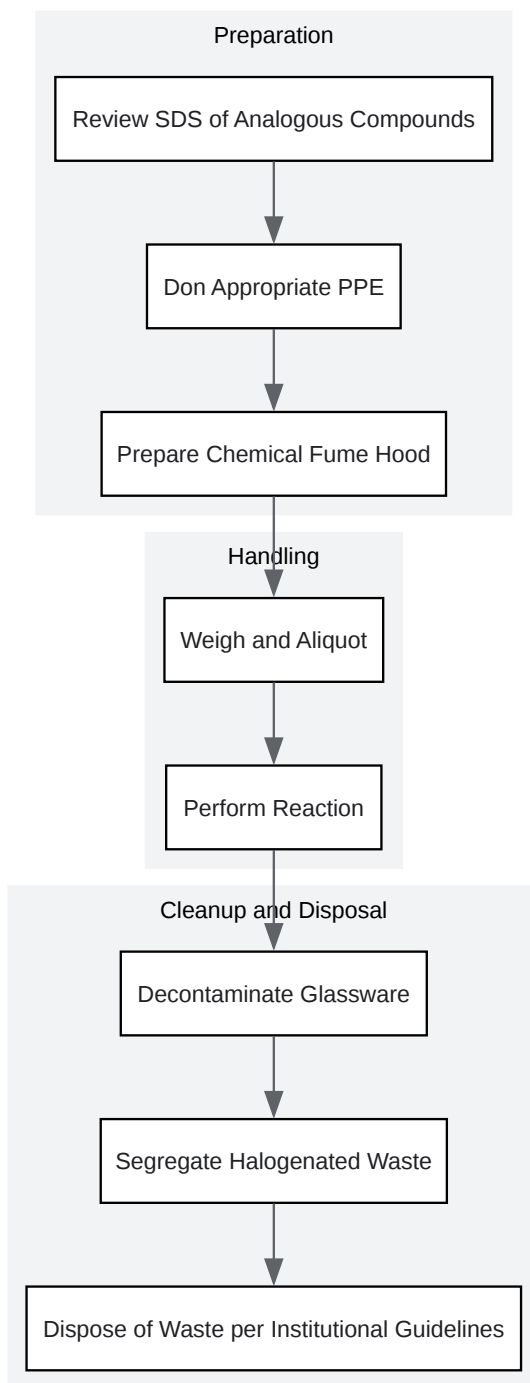 Preparation
Review SDS of Analogous Compounds
Don Appropriate PPE
Prepare Chemical Fume Hood
Handling
Weigh and Aliquot
Perform Reaction
Cleanup and Disposal
Decontaminate Glassware
Segregate Halogenated Waste
Dispose of Waste per Institutional Guidelines